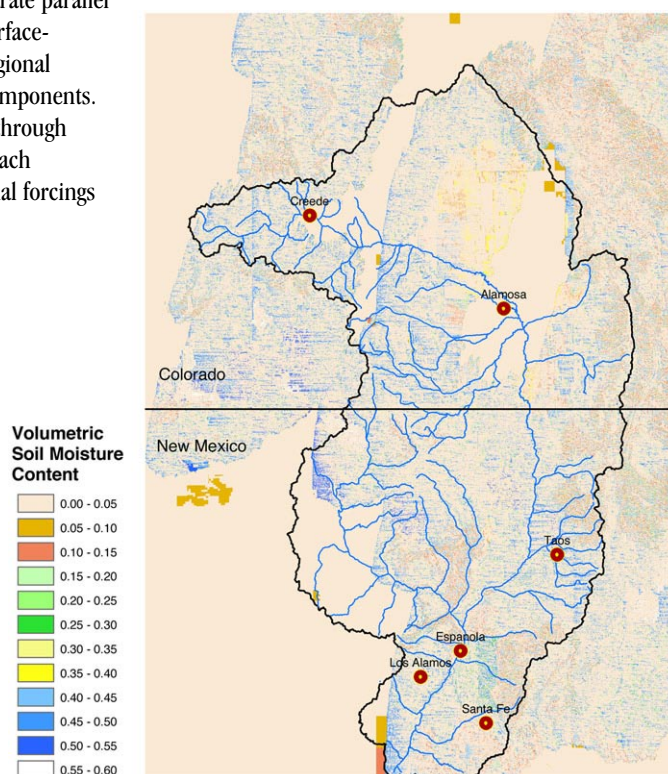 rate parallel
rface-
gional
mponents.
through
ach
al forcings
Creede
Alamosa
Colorado
New Mexico
Taos
Espanola
Los Alamos
Santa Fe
Volumetric
Soil Moisture
Content
0.00 - 0.05
0.05 - 0.10
0.10 - 0.15
0.15 - 0.20
0.20 - 0.25
0.25 - 0.30
0.30 - 0.35
0.35 - 0.40
0.40 - 0.45
0.45 - 0.50
0.50 - 0.55
0.55 - 0.60